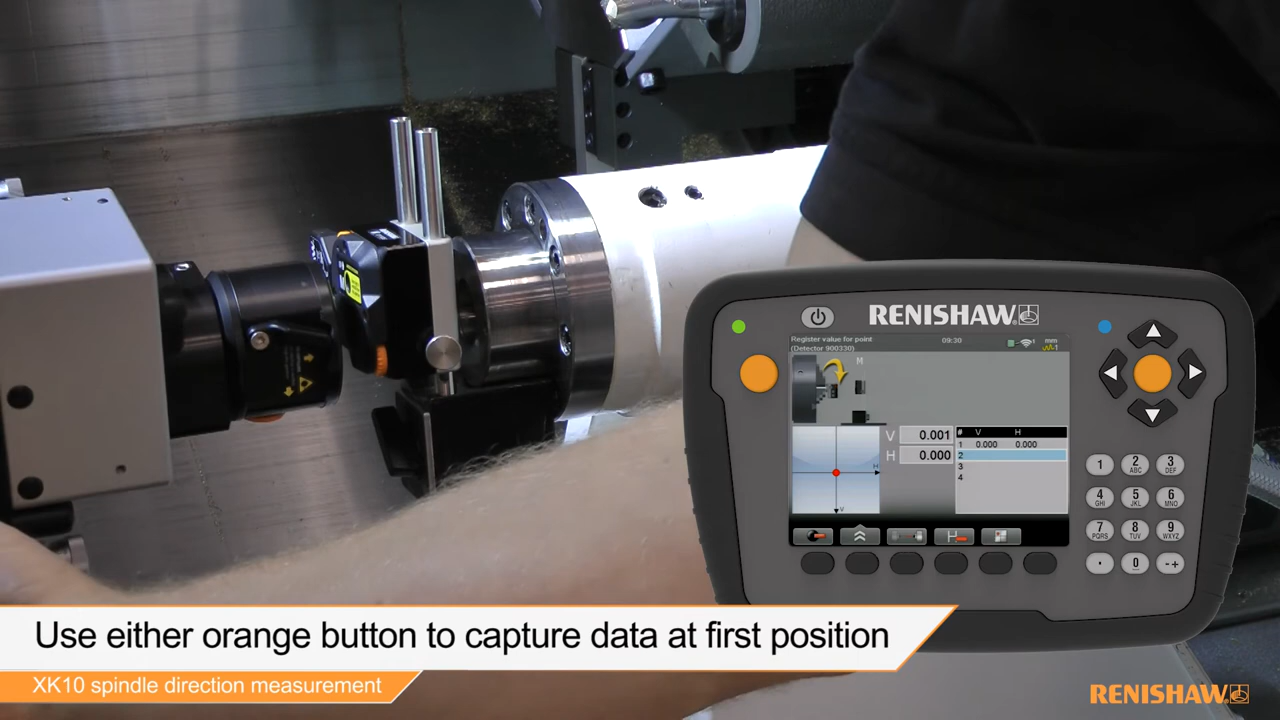 RENISHAW
Register value for point
(Detector 900330)
09:30
mm
1
M
V 0.001
H 0.000
# V H
1 0.000 0.000
2
3
4
H
V
1
2 ABC
3 DEF
4 GHI
5 JKL
6 MNO
7 PQRS
8 TUV
9 WXYZ
.
0
-+
Use either orange button to capture data at first position
XK10 spindle direction measurement
RENISHAW